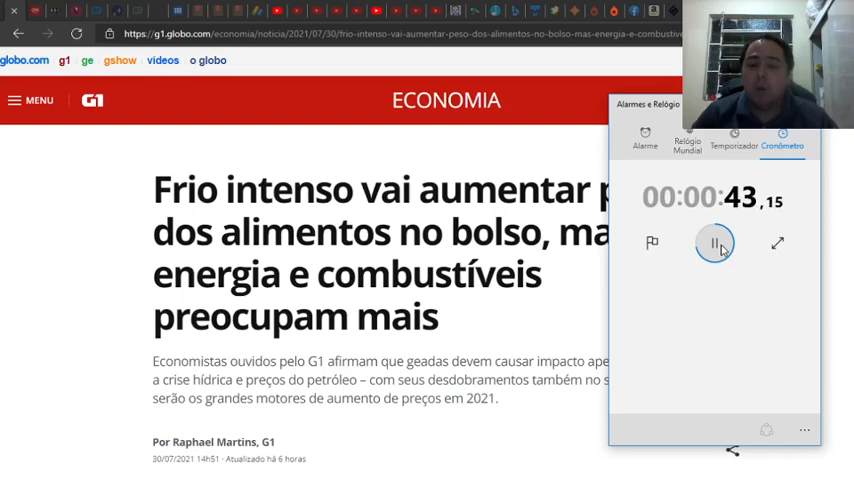 https://g1.globo.com/economia/noticia/2021/07/30/frio-intenso-vai-aumentar-peso-dos-alimentos-no-bolso-mas-energia-e-combustive
globo.com g1 ge gshow videos o globo
MENU G1 ECONOMIA
Alarmes e Relógio
Alarme
Relógio Mundial
Temporizador
Cronômetro
00:00:43,15
Frio intenso vai aumentar p
dos alimentos no bolso, ma
energia e combustíveis
preocupam mais
Economistas ouvidos pelo G1 afirmam que geadas devem causar impacto ape
a crise hídrica e preços do petróleo – com seus desdobramentos também no s
serão os grandes motores de aumento de preços em 2021.
Por Raphael Martins, G1
30/07/2021 14h51 · Atualizado há 6 horas